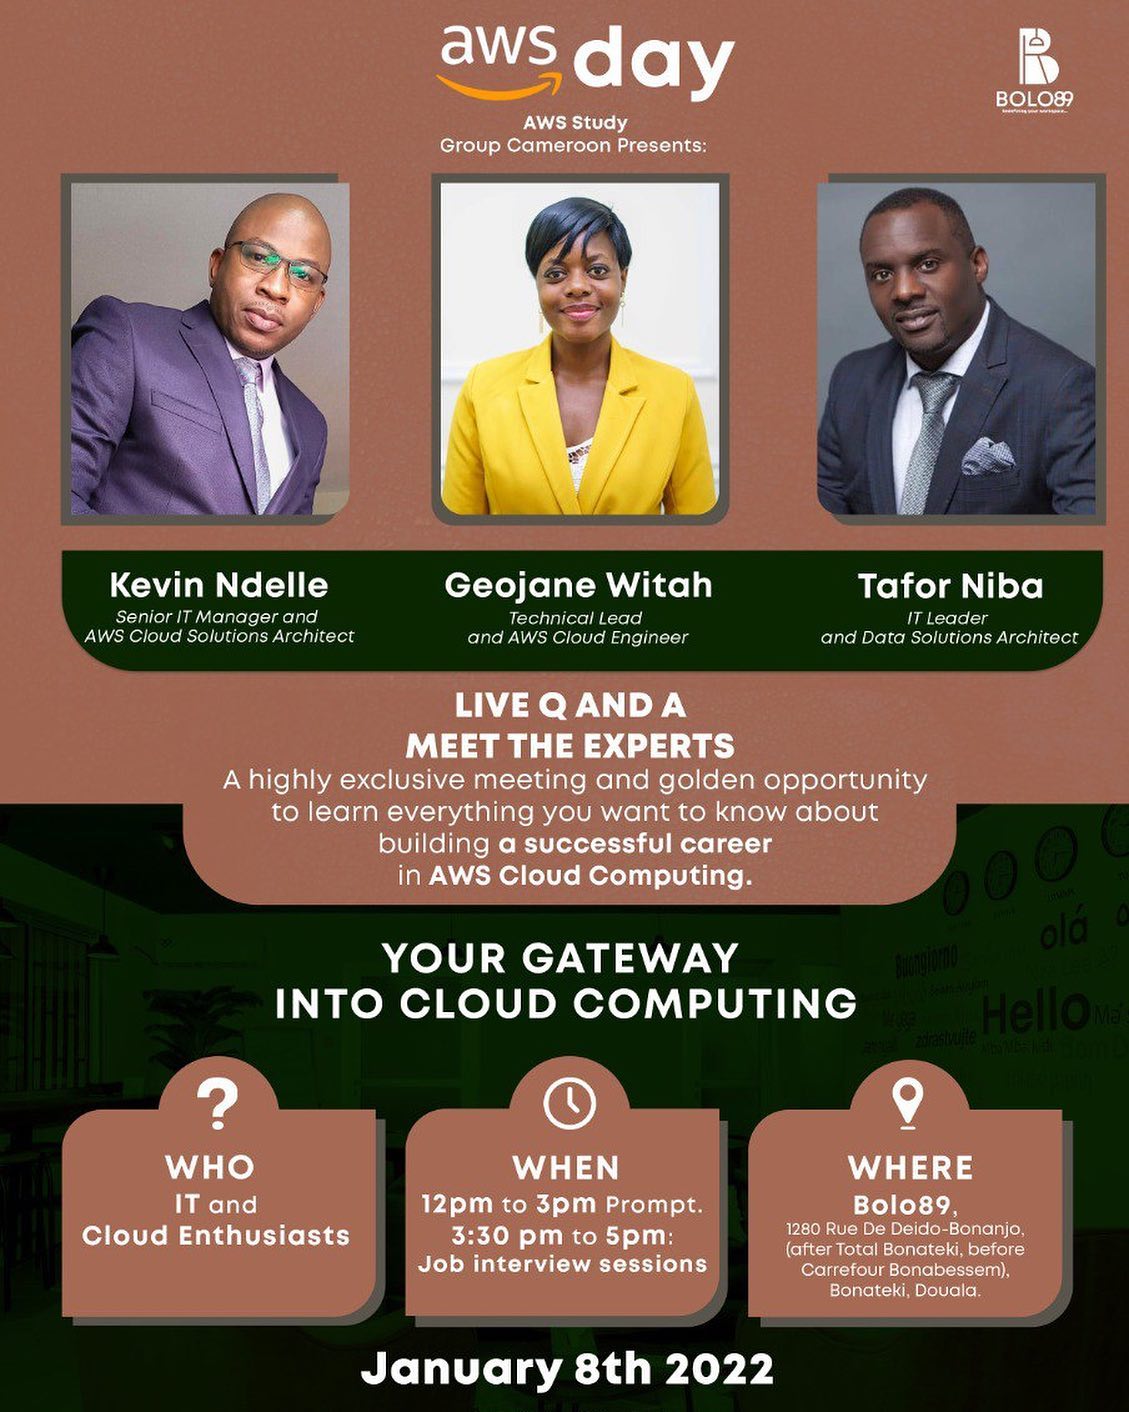 aws day
BOLO89
AWS Study
Group Cameroon Presents:
Kevin Ndelle
Senior IT Manager and
AWS Cloud Solutions Architect
Geojane Witah
Technical Lead
and AWS Cloud Engineer
Tafor Niba
IT Leader
and Data Solutions Architect
LIVE Q AND A
MEET THE EXPERTS
A highly exclusive meeting and golden opportunity
to learn everything you want to know about
building a successful career
in AWS Cloud Computing.
olá
Buongiorno
Hello
zdrastvujte
YOUR GATEWAY
INTO CLOUD COMPUTING
?
WHO
IT and
Cloud Enthusiasts
WHEN
12pm to 3pm Prompt.
3:30 pm to 5pm:
Job interview sessions
WHERE
Bolo89,
1280 Rue De Deido-Bonanjo,
(after Total Bonateki, before
Carrefour Bonabessem),
Bonateki, Douala.
January 8th 2022